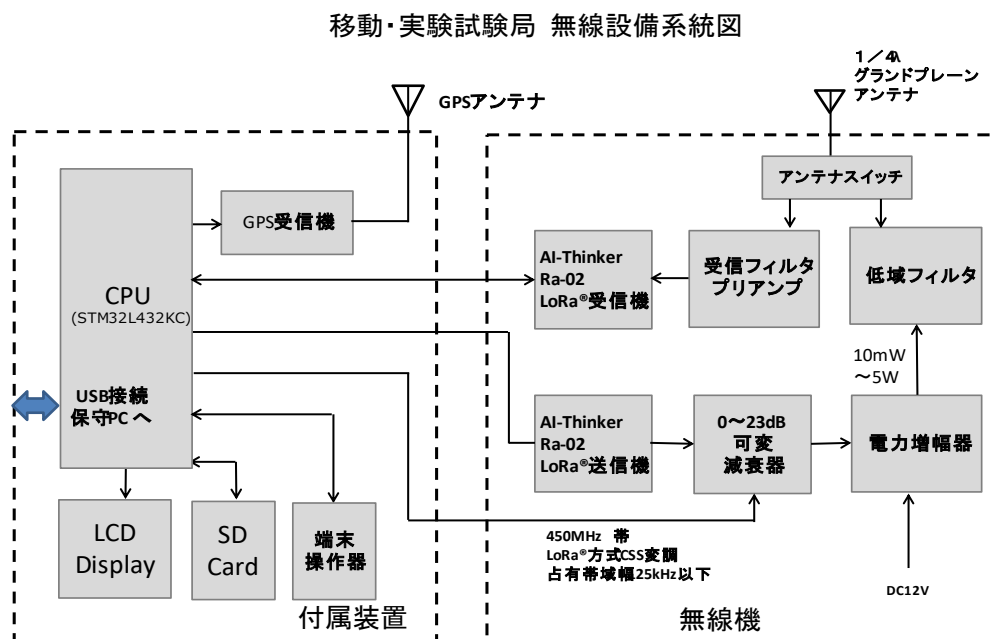 移動・実験試験局 無線設備系統図
1/4λ
グランドプレーン
アンテナ
GPSアンテナ
アンテナスイッチ
GPS受信機
AI-Thinker
Ra-02
LoRa®受信機
受信フィルタ
プリアンプ
低域フィルタ
CPU
(STM32L432KC)
10mW
～5W
USB接続
保守PC へ
AI-Thinker
Ra-02
LoRa®送信機
0～23dB
可変
減衰器
電力増幅器
LCD
Display
SD
Card
端末
操作器
450MHz 帯
LoRa®方式CSS変調
占有帯域幅25kHz以下
DC12V
付属装置
無線機